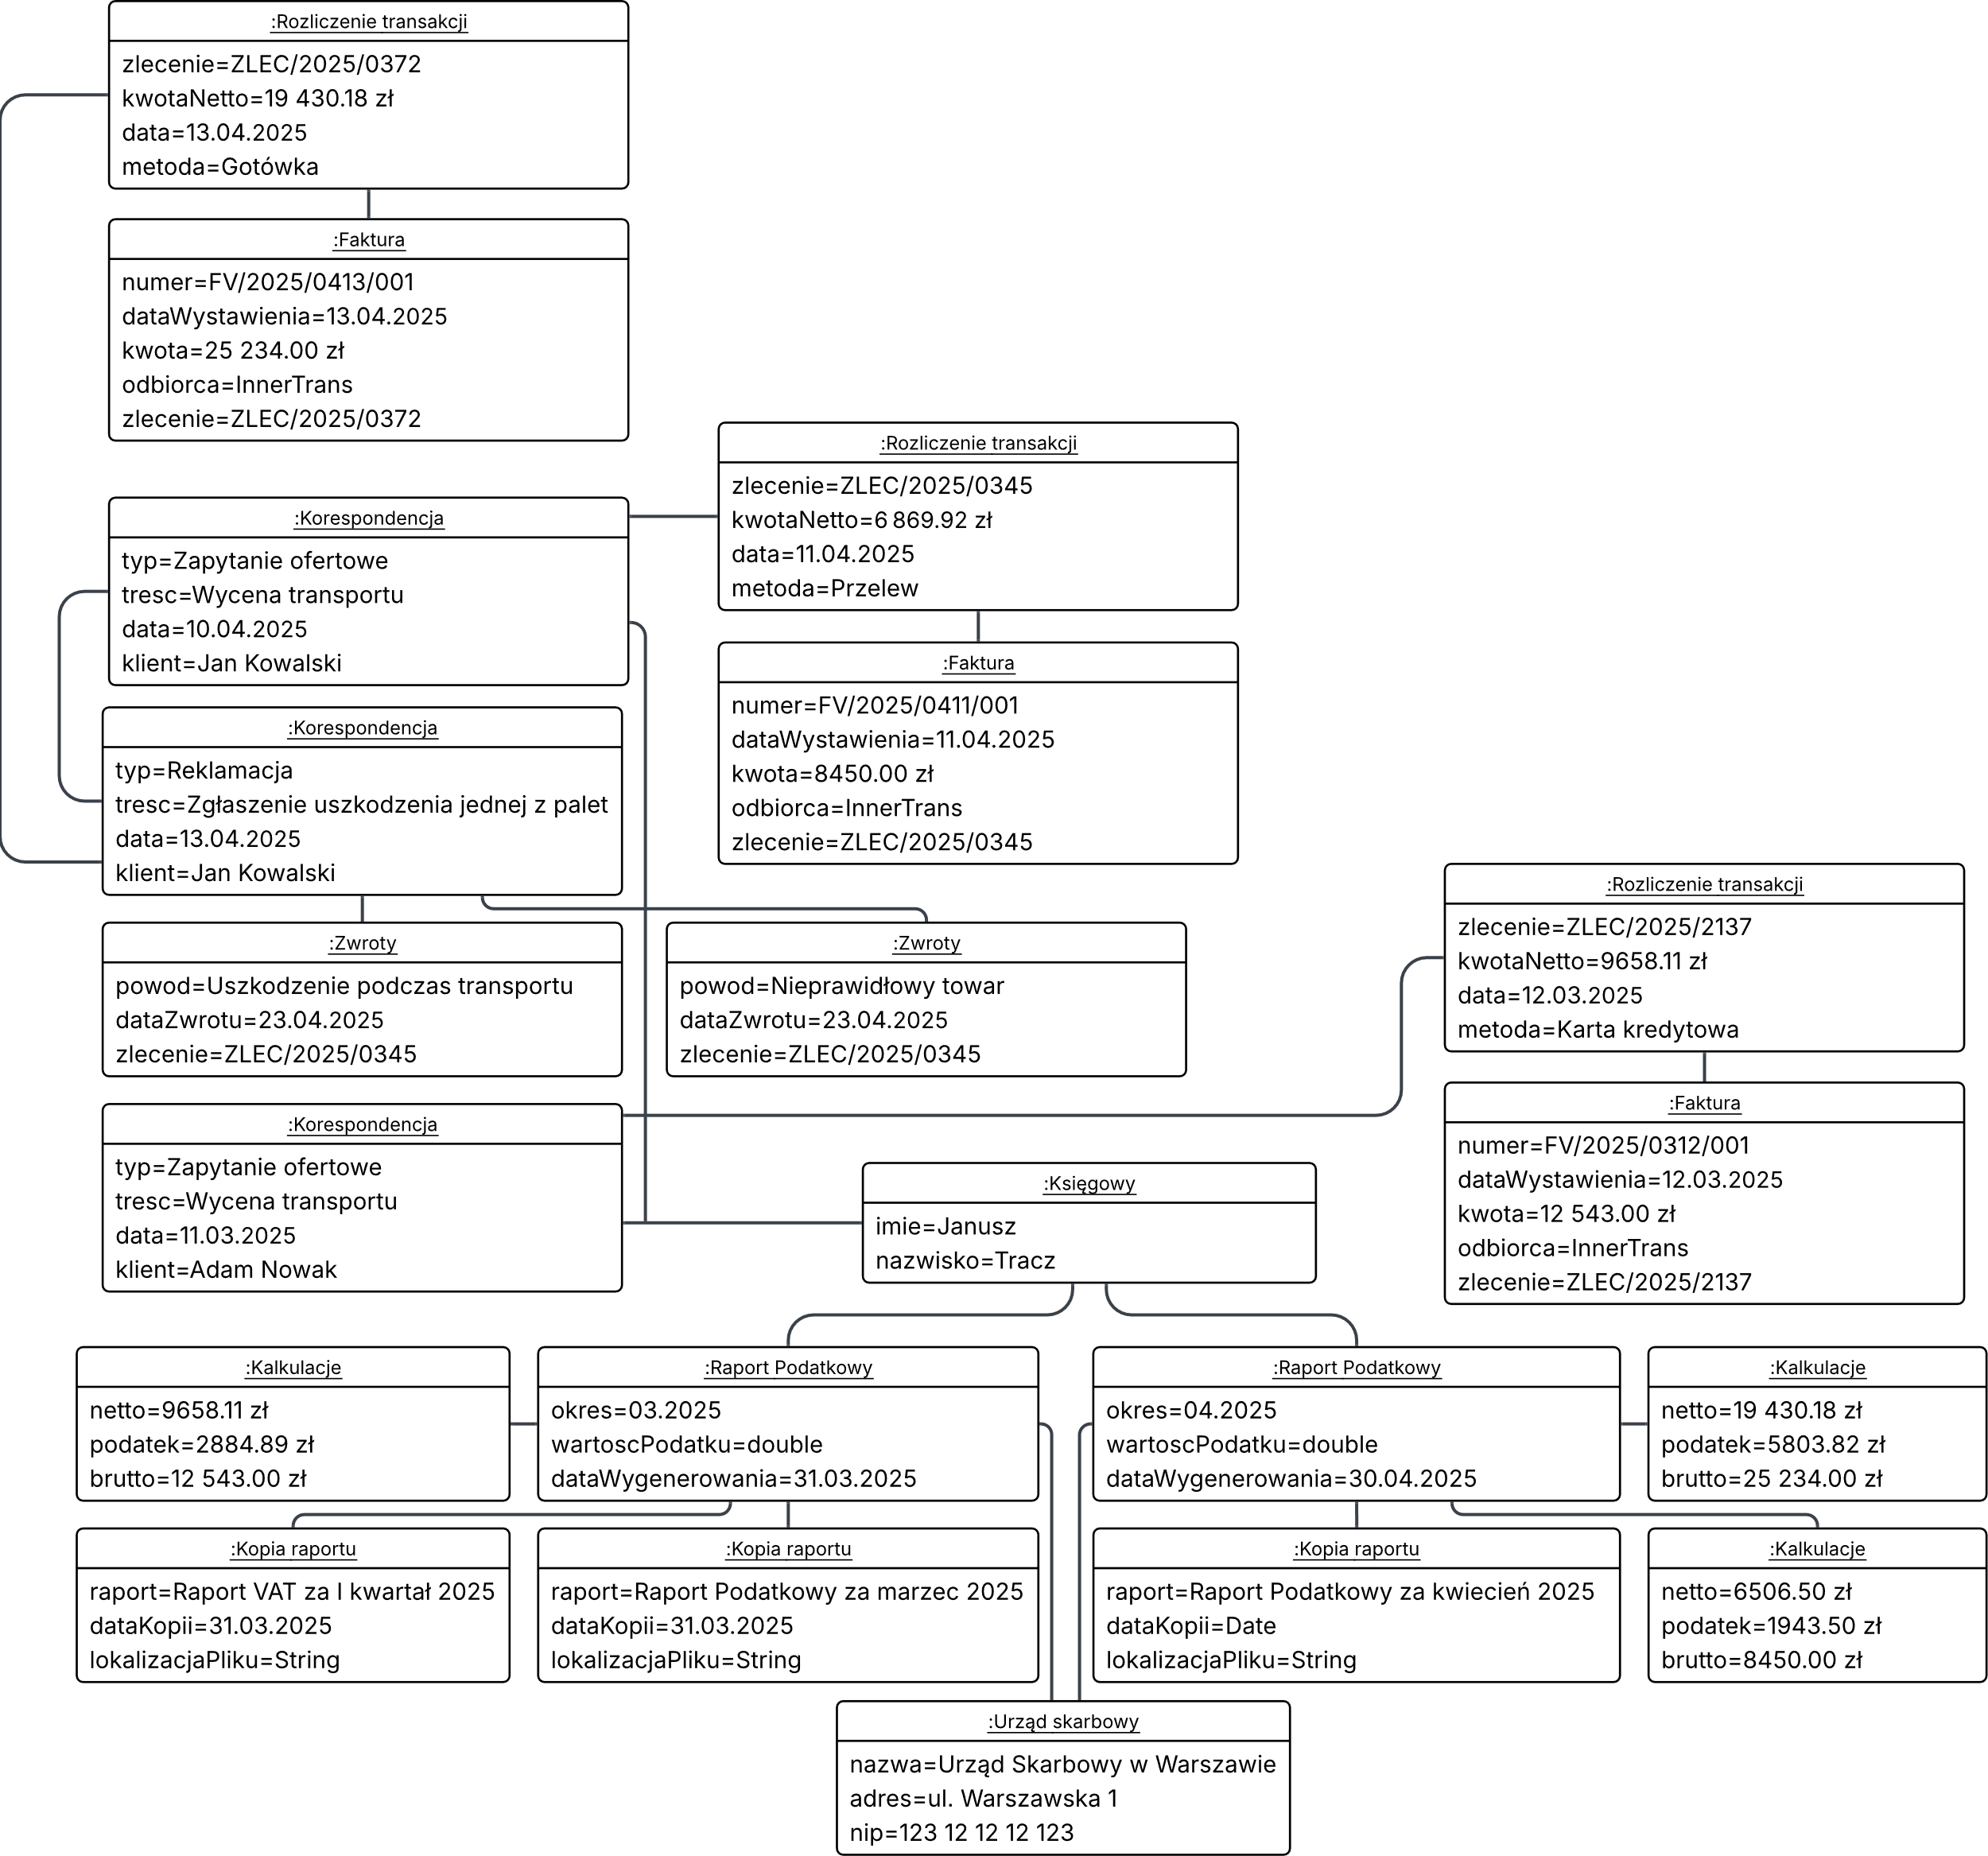 :Rozliczenie transakcji
zlecenie=ZLEC/2025/0372
kwotaNetto=19 430.18 zł
data=13.04.2025
metoda=Gotówka
:Faktura
numer=FV/2025/0413/001
dataWystawienia=13.04.2025
kwota=25 234.00 zł
odbiorca=InnerTrans
zlecenie=ZLEC/2025/0372
:Rozliczenie transakcji
zlecenie=ZLEC/2025/0345
kwotaNetto=6 869.92 zł
data=11.04.2025
metoda=Przelew
:Korespondencja
typ=Zapytanie ofertowe
tresc=Wycena transportu
data=10.04.2025
klient=Jan Kowalski
:Faktura
numer=FV/2025/0411/001
dataWystawienia=11.04.2025
kwota=8450.00 zł
odbiorca=InnerTrans
zlecenie=ZLEC/2025/0345
:Korespondencja
typ=Reklamacja
tresc=Zgłaszenie uszkodzenia jednej z palet
data=13.04.2025
klient=Jan Kowalski
:Rozliczenie transakcji
zlecenie=ZLEC/2025/2137
kwotaNetto=9658.11 zł
data=12.03.2025
metoda=Karta kredytowa
:Zwroty
powod=Uszkodzenie podczas transportu
dataZwrotu=23.04.2025
zlecenie=ZLEC/2025/0345
:Zwroty
powod=Nieprawidłowy towar
dataZwrotu=23.04.2025
zlecenie=ZLEC/2025/0345
:Faktura
numer=FV/2025/0312/001
dataWystawienia=12.03.2025
kwota=12 543.00 zł
odbiorca=InnerTrans
zlecenie=ZLEC/2025/2137
:Korespondencja
typ=Zapytanie ofertowe
tresc=Wycena transportu
data=11.03.2025
klient=Adam Nowak
:Księgowy
imie=Janusz
nazwisko=Tracz
:Kalkulacje
netto=9658.11 zł
podatek=2884.89 zł
brutto=12 543.00 zł
:Raport Podatkowy
okres=03.2025
wartoscPodatku=double
dataWygenerowania=31.03.2025
:Raport Podatkowy
okres=04.2025
wartoscPodatku=double
dataWygenerowania=30.04.2025
:Kalkulacje
netto=19 430.18 zł
podatek=5803.82 zł
brutto=25 234.00 zł
:Kopia raportu
raport=Raport VAT za I kwartał 2025
dataKopii=31.03.2025
lokalizacjaPliku=String
:Kopia raportu
raport=Raport Podatkowy za marzec 2025
dataKopii=31.03.2025
lokalizacjaPliku=String
:Kopia raportu
raport=Raport Podatkowy za kwiecień 2025
dataKopii=Date
lokalizacjaPliku=String
:Kalkulacje
netto=6506.50 zł
podatek=1943.50 zł
brutto=8450.00 zł
:Urząd skarbowy
nazwa=Urząd Skarbowy w Warszawie
adres=ul. Warszawska 1
nip=123 12 12 12 123